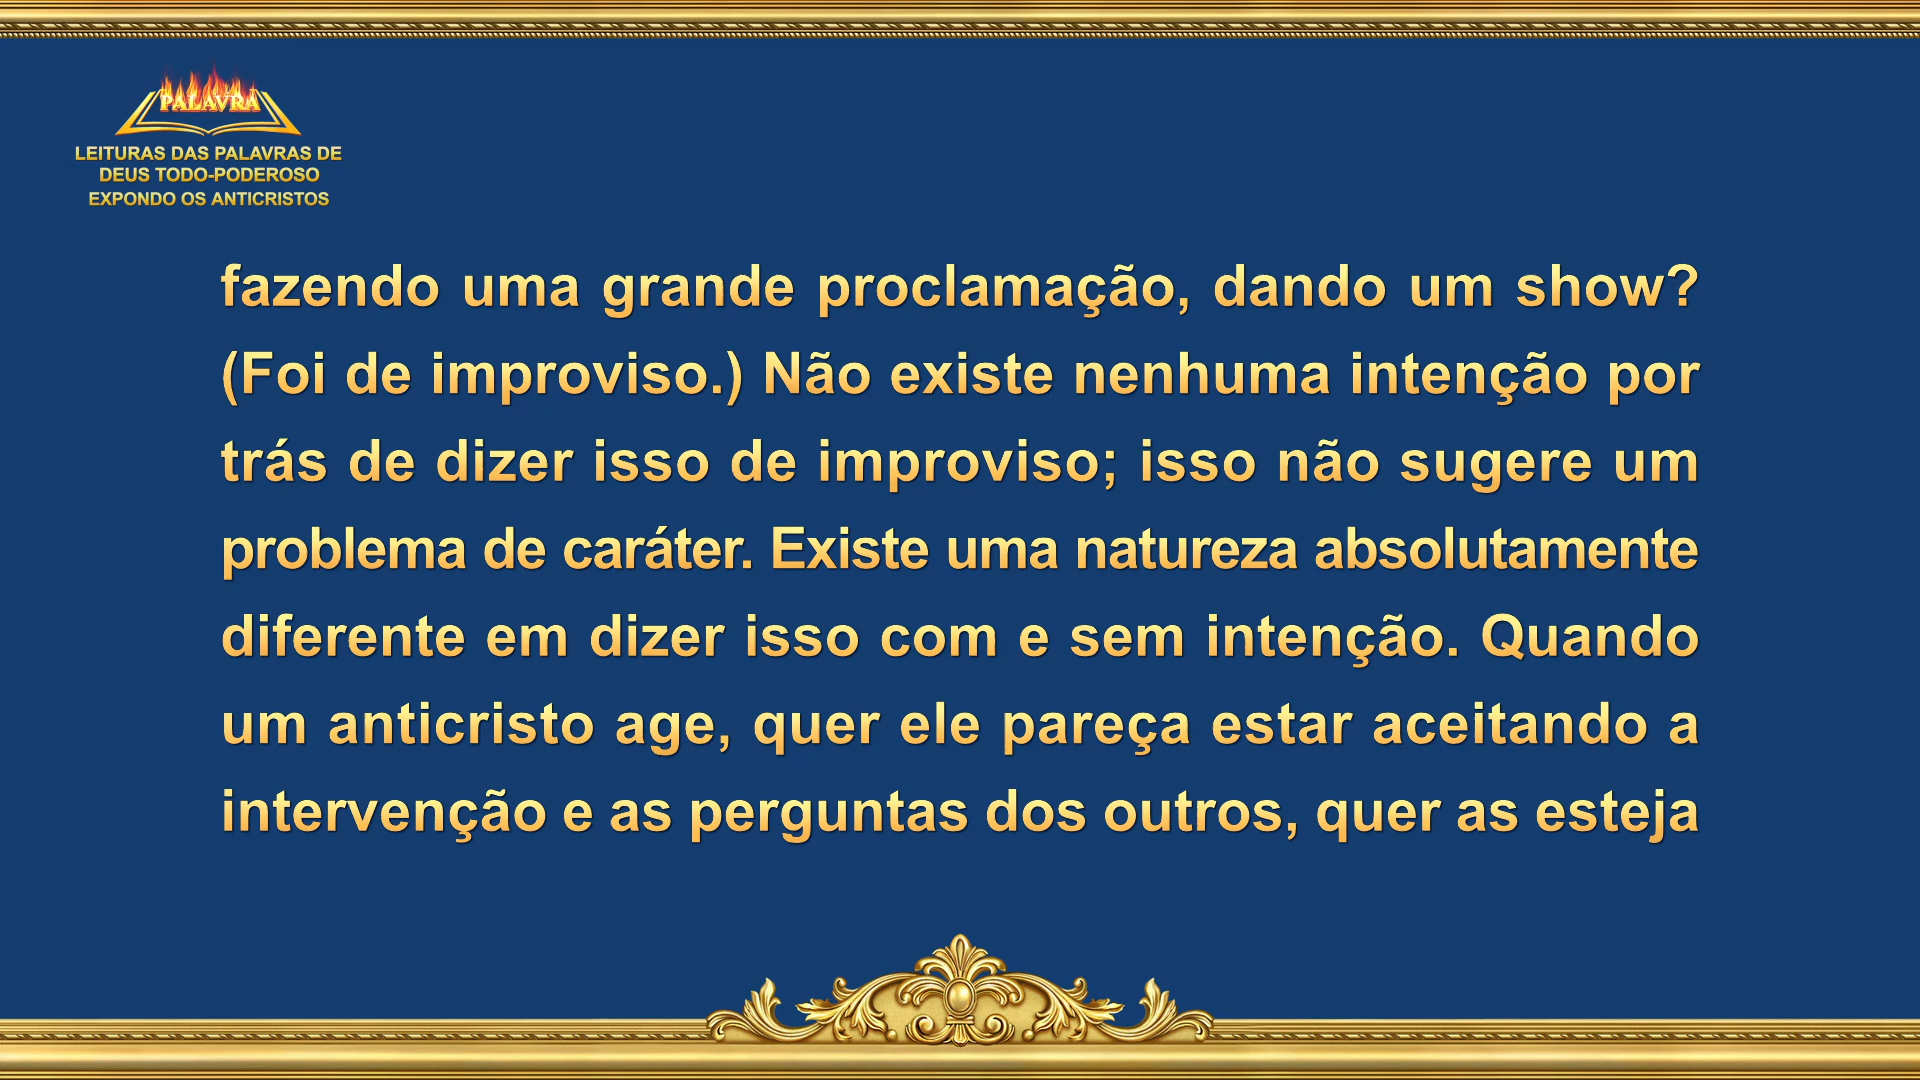 PALAVRA
LEITURAS DAS PALAVRAS DE
DEUS TODO-PODEROSO
EXPONDO OS ANTICRISTOS
fazendo uma grande proclamação, dando um show?
(Foi de improviso.) Não existe nenhuma intenção por
trás de dizer isso de improviso; isso não sugere um
problema de caráter. Existe uma natureza absolutamente
diferente em dizer isso com e sem intenção. Quando
um anticristo age, quer ele pareça estar aceitando a
intervenção e as perguntas dos outros, quer as esteja